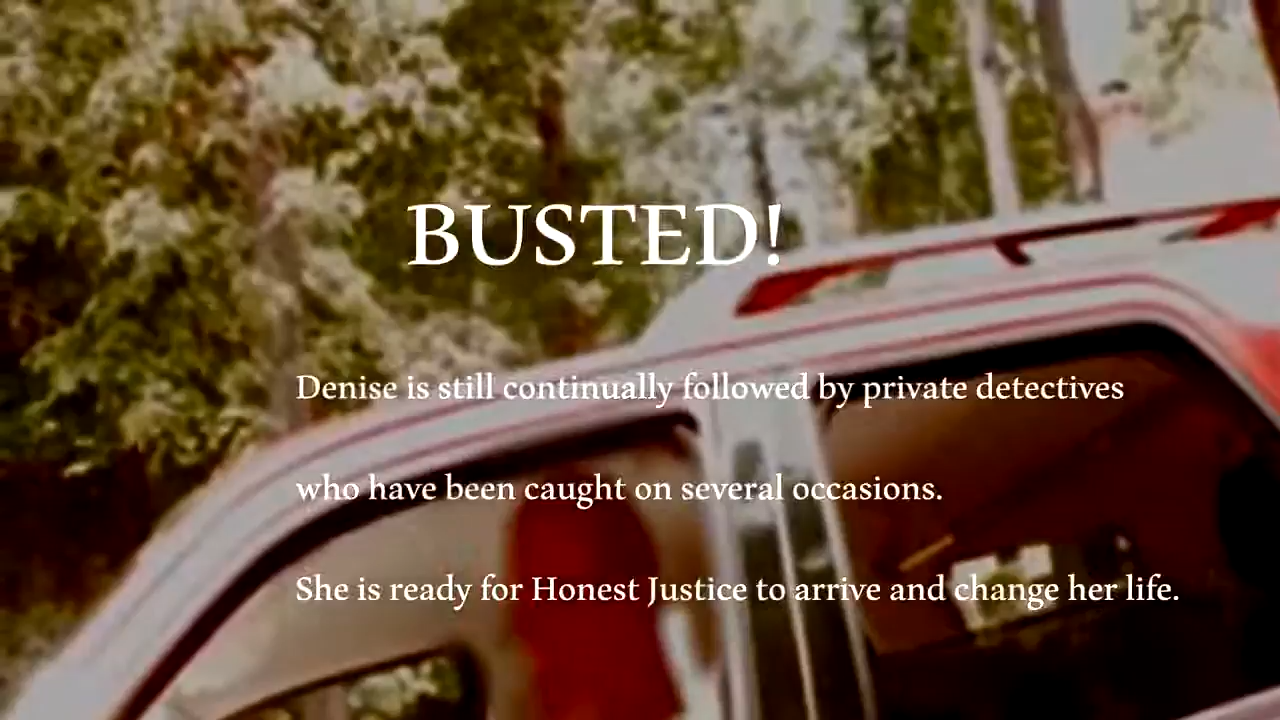 BUSTED!
Denise is still continually followed by private detectives
who have been caught on several occasions.
She is ready for Honest Justice to arrive and change her life.